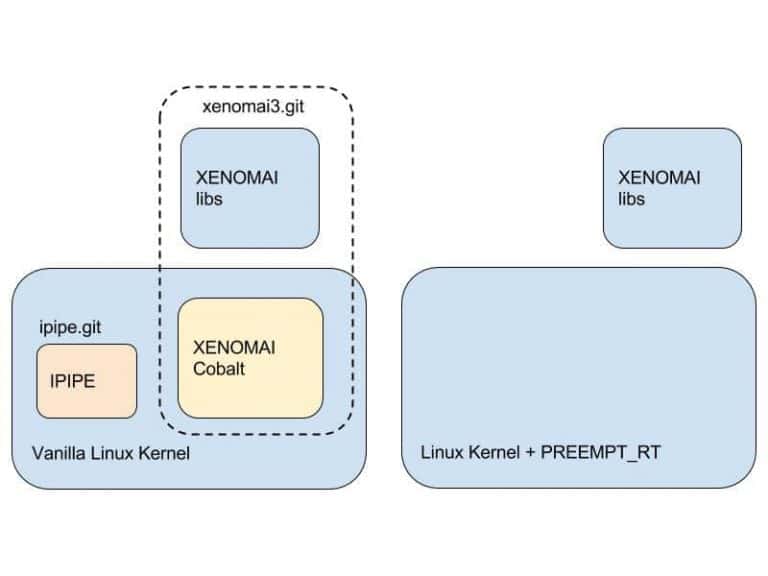 xenomai3.git
XENOMAI
libs
XENOMAI
libs
ipipe.git
IPIPE
XENOMAI
Cobalt
Vanilla Linux Kernel
Linux Kernel + PREEMPT_RT